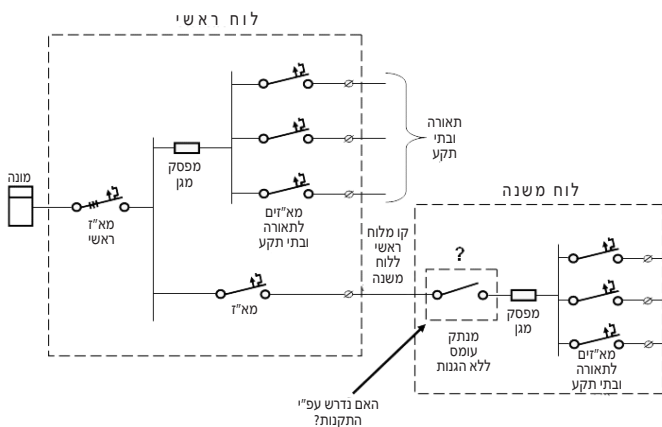 לוח ראשי
תאורה
ובתי
תקע
מונה
מא"ז
ראשי
מפסק
מגן
מא"זים
לתאורה
ובתי תקע
מא"ז
קו מלוח
ראשי
ללוח
משנה
לוח משנה
?
מנתק
עומס
ללא הגנות
מפסק
מגן
מא"זים
לתאורה
ובתי תקע
האם נדרש עפ"י
התקנות?